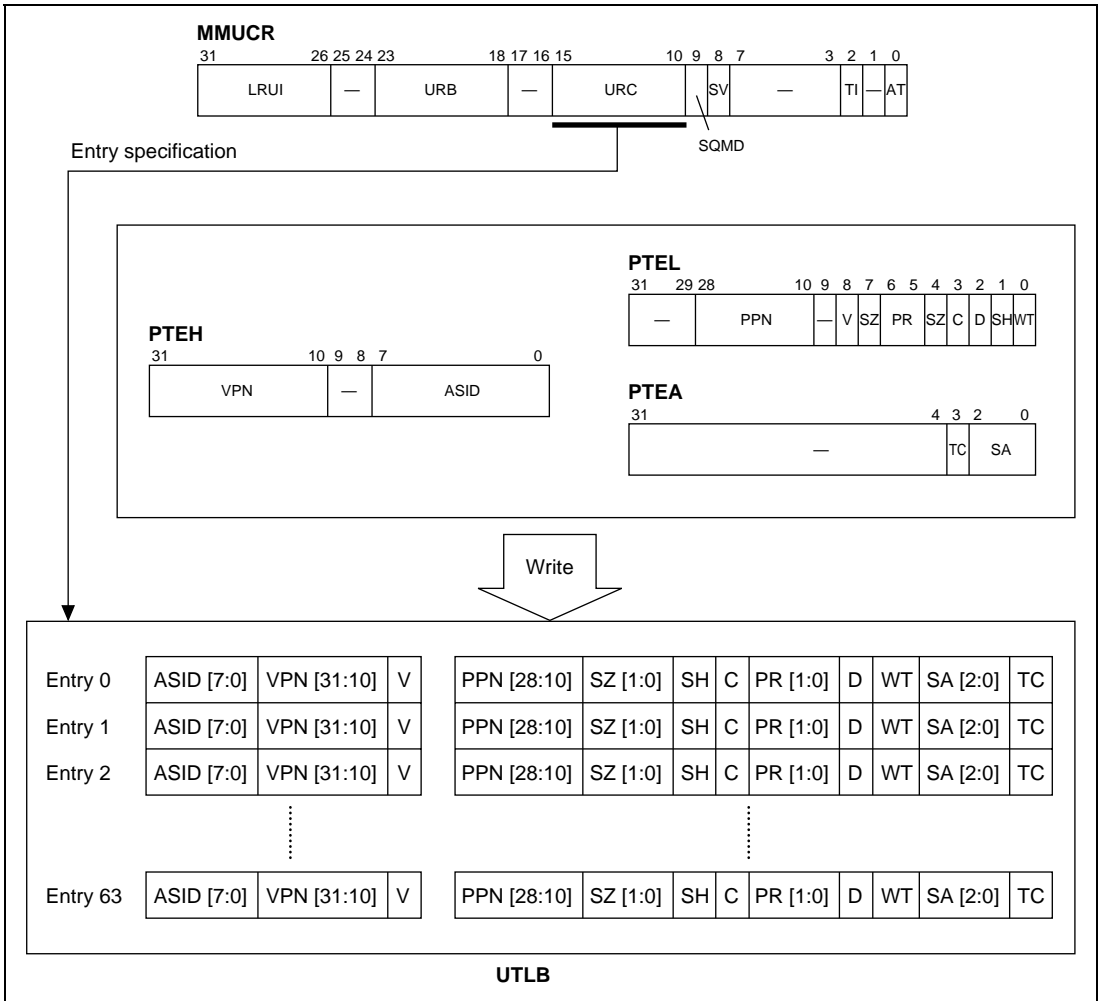 MMUCR
31 26 25 24 23 18 17 16 15 10 9 8 7 3 2 1 0
LRUI — URB — URC SV — TI — AT
SQMD
Entry specification
PTEL
31 29 28 10 9 8 7 6 5 4 3 2 1 0
— PPN — V SZ PR SZ C D SH WT
PTEH
31 10 9 8 7 0
VPN — ASID
PTEA
31 4 3 2 0
— TC SA
Write
Entry 0 ASID [7:0] VPN [31:10] V PPN [28:10] SZ [1:0] SH C PR [1:0] D WT SA [2:0] TC
Entry 1 ASID [7:0] VPN [31:10] V PPN [28:10] SZ [1:0] SH C PR [1:0] D WT SA [2:0] TC
Entry 2 ASID [7:0] VPN [31:10] V PPN [28:10] SZ [1:0] SH C PR [1:0] D WT SA [2:0] TC
Entry 63 ASID [7:0] VPN [31:10] V PPN [28:10] SZ [1:0] SH C PR [1:0] D WT SA [2:0] TC
UTLB